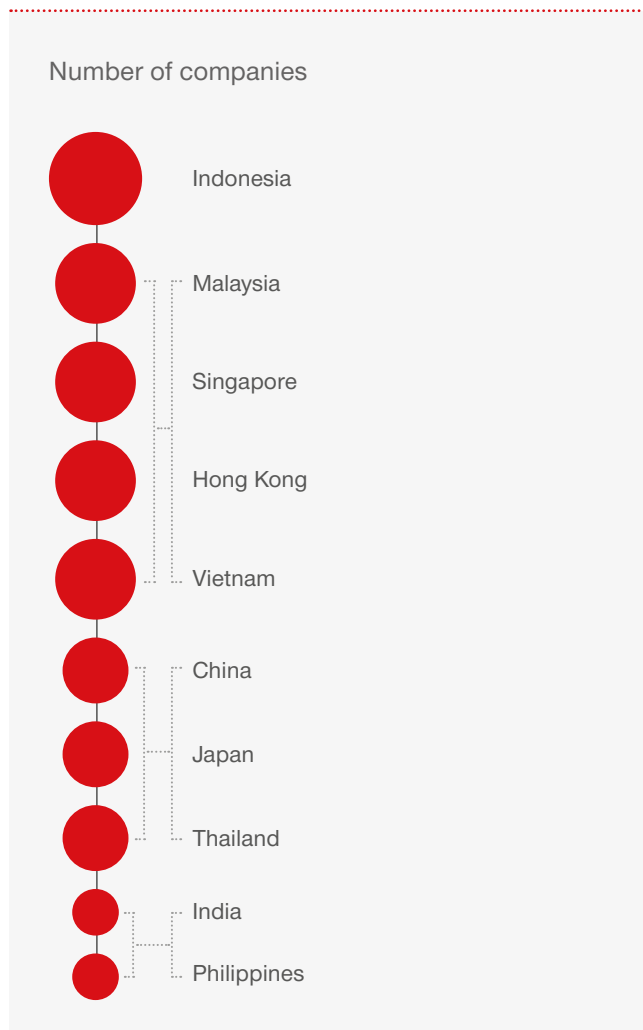 Number of companies
Indonesia
Malaysia
Singapore
Hong Kong
Vietnam
China
Japan
Thailand
India
Philippines